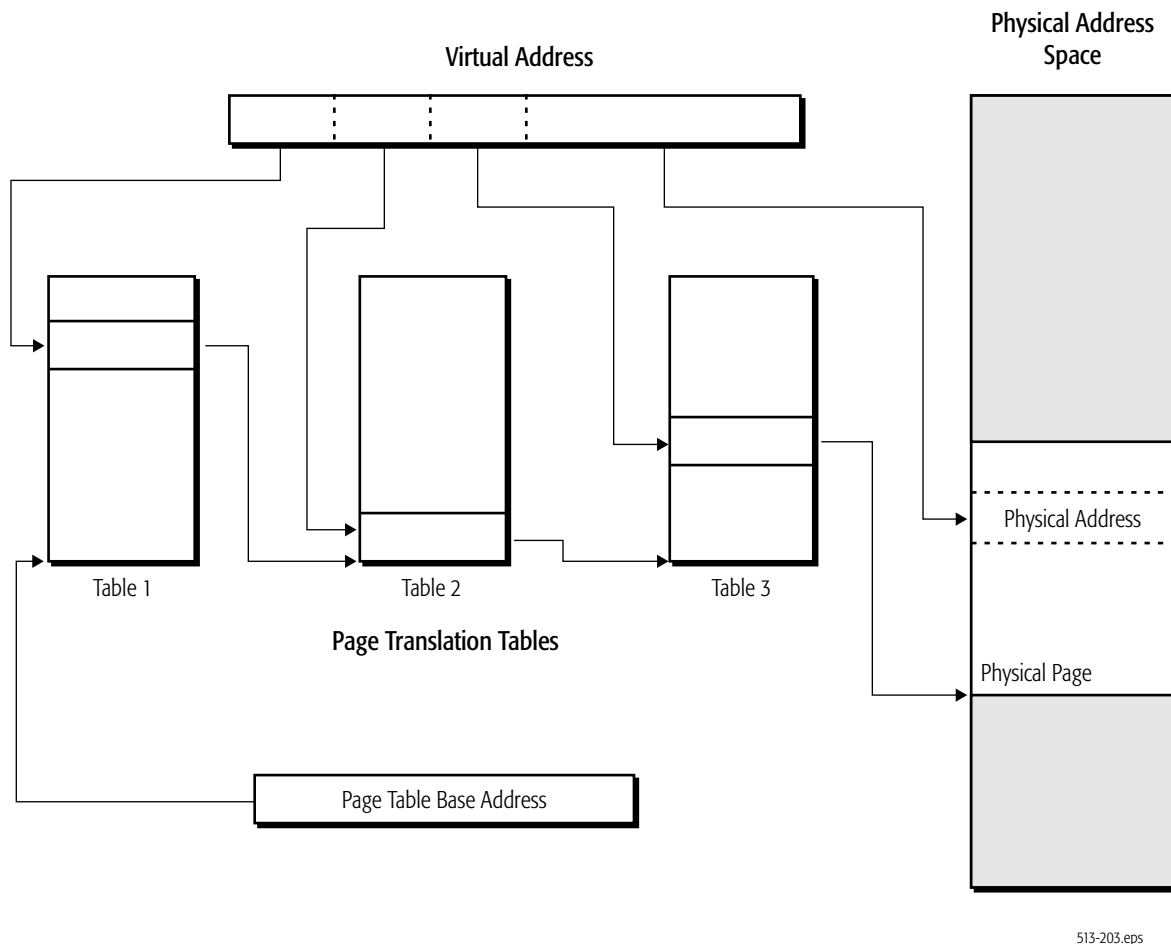 Physical Address
Space
Virtual Address
Physical Address
Table 1
Table 2
Table 3
Page Translation Tables
Physical Page
Page Table Base Address
513-203.eps